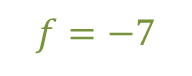 f = −7